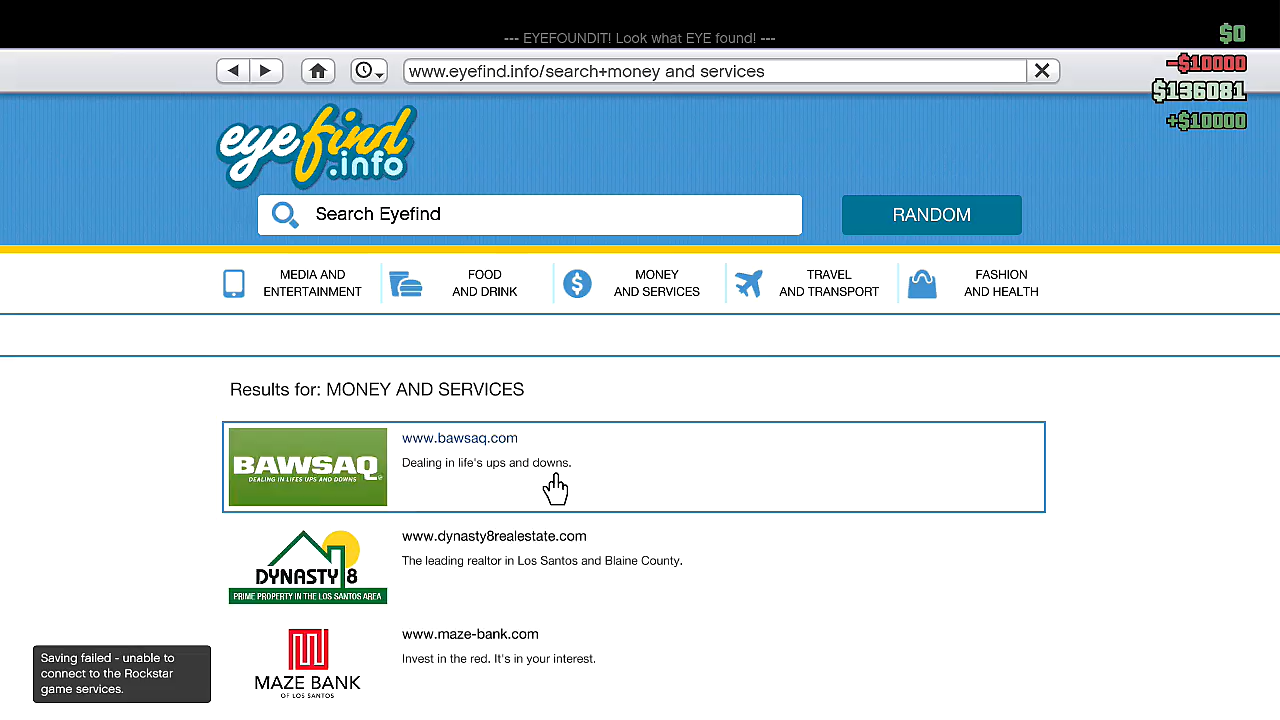 --- EYEFOUNDIT! Look what EYE found! ---
$0
-$10000
$136081
+$10000
www.eyefind.info/search+money and services
eyefind
.info
Search Eyefind
RANDOM
MEDIA AND
ENTERTAINMENT
FOOD
AND DRINK
MONEY
AND SERVICES
TRAVEL
AND TRANSPORT
FASHION
AND HEALTH
Results for: MONEY AND SERVICES
BAWSAQ
DEALING IN LIFES UPS AND DOWNS
www.bawsaq.com
Dealing in life's ups and downs.
DYNASTY 8
PRIME PROPERTY IN THE LOS SANTOS AREA
www.dynasty8realestate.com
The leading realtor in Los Santos and Blaine County.
MAZE BANK
OF LOS SANTOS
www.maze-bank.com
Invest in the red. It's in your interest.
Saving failed - unable to
connect to the Rockstar
game services.